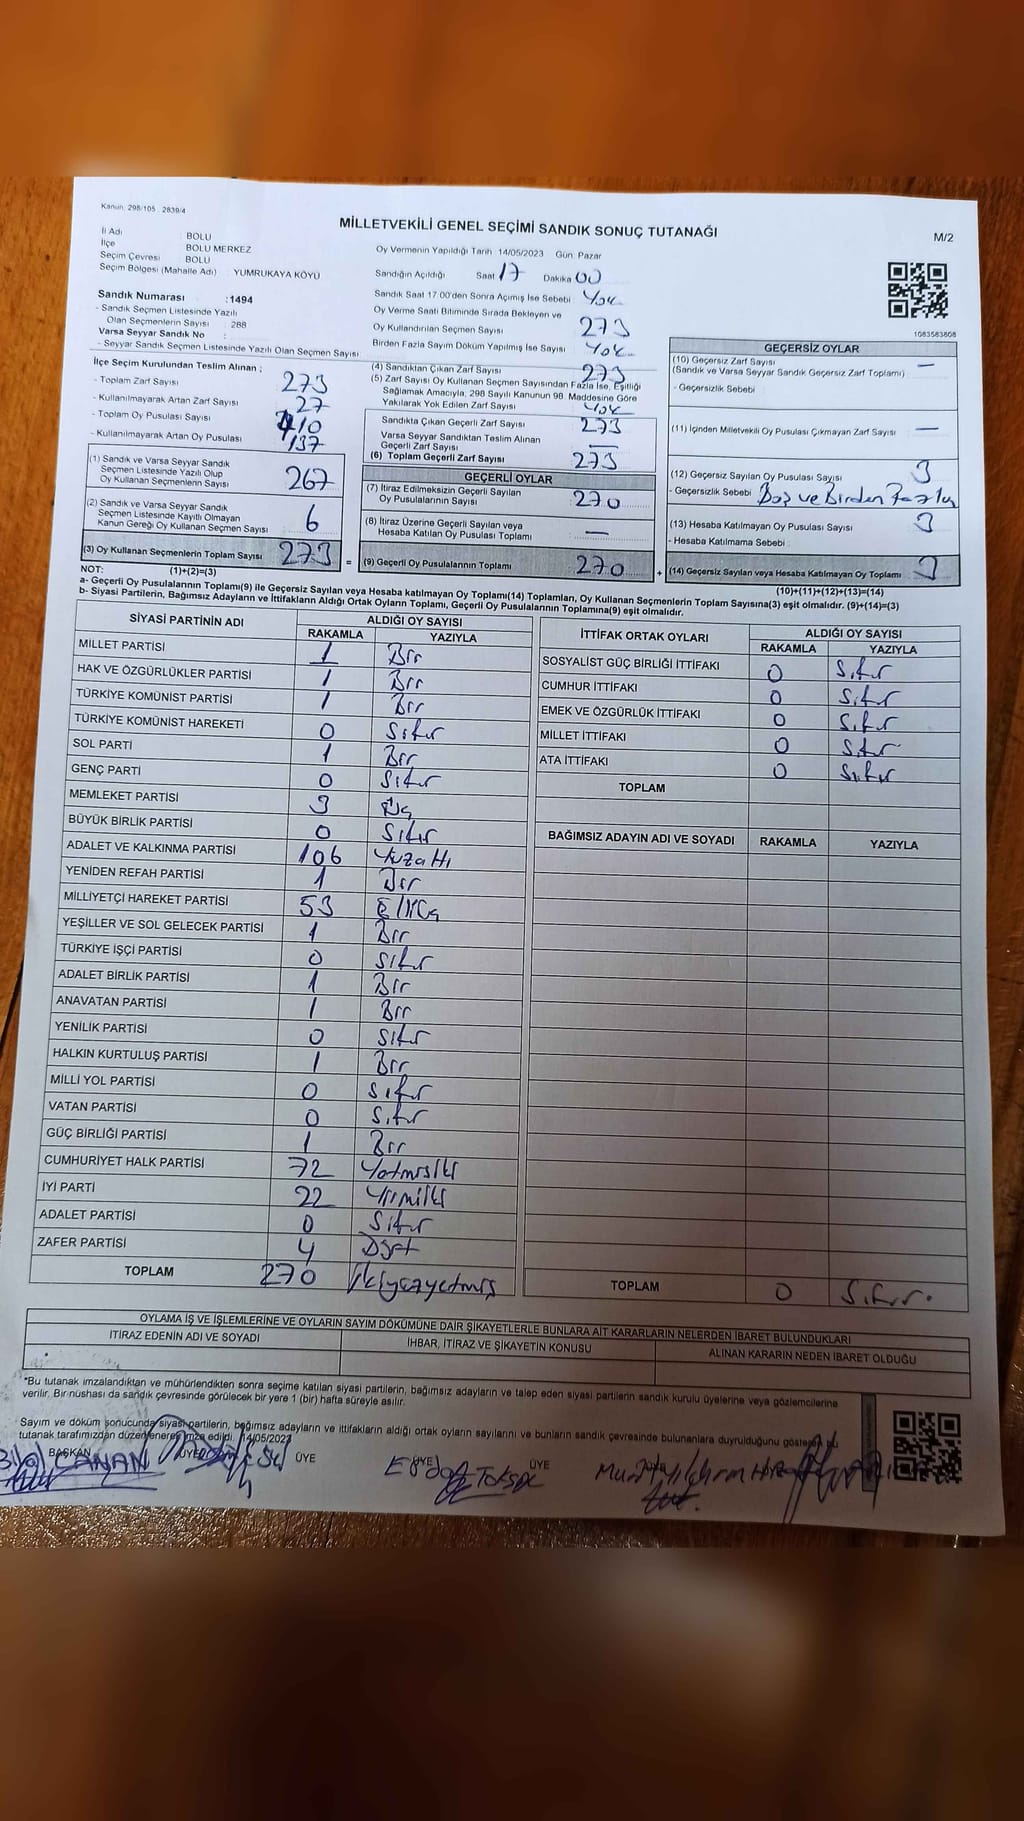 Kanun: 298/105 , 2839/4
MİLLETVEKİLİ GENEL SEÇİMİ SANDIK SONUÇ TUTANAĞI
M/2
İl Adı BOLU
İlçe BOLU MERKEZ
Seçim Çevresi BOLU
Seçim Bölgesi (Mahalle Adı) YUMRUKAYA KÖYÜ
Sandık Numarası :1494
- Sandık Seçmen Listesinde Yazılı
Olan Seçmenlerin Sayısı : 288
Varsa Seyyar Sandık No :
- Seyyar Sandık Seçmen Listesinde Yazılı Olan Seçmen Sayısı
Oy Vermenin Yapıldığı Tarih 14/05/2023 Gün Pazar
Sandığın Açıldığı Saat 17 Dakika 00
Sandık Saat 17:00'den Sonra Açımış İse Sebebi Yok
Oy Verme Saati Bitiminde Sırada Bekleyen ve
Oy Kullandırılan Seçmen Sayısı 273
Birden Fazla Sayım Döküm Yapılmış İse Sayısı Yok
1083583808
İlçe Seçim Kurulundan Teslim Alınan ;
- Toplam Zarf Sayısı 273
- Kullanılmayarak Artan Zarf Sayısı 27
- Toplam Oy Pusulası Sayısı 410
- Kullanılmayarak Artan Oy Pusulası 137
(1) Sandık ve Varsa Seyyar Sandık
Seçmen Listesinde Yazılı Olup
Oy Kullanan Seçmenlerin Sayısı 267
(2) Sandık ve Varsa Seyyar Sandık
Seçmen Listesinde Kayıtlı Olmayan
Kanun Gereği Oy Kullanan Seçmen Sayısı 6
(3) Oy Kullanan Seçmenlerin Toplam Sayısı 273 =
(4) Sandıktan Çıkan Zarf Sayısı 273
(5) Zarf Sayısı Oy Kullanan Seçmen Sayısından Fazla İse, Eşitliği
Sağlamak Amacıyla, 298 Sayılı Kanunun 98. Maddesine Göre
Yakılarak Yok Edilen Zarf Sayısı Yok
Sandıkta Çıkan Geçerli Zarf Sayısı 273
Varsa Seyyar Sandıktan Teslim Alınan
Geçerli Zarf Sayısı —
(6) Toplam Geçerli Zarf Sayısı 273
GEÇERLİ OYLAR
(7) İtiraz Edilmeksizin Geçerli Sayılan
Oy Pusulasının Sayısı :270
(8) İtiraz Üzerine Geçerli Sayılan veya
Hesaba Katılan Oy Pusulası Toplamı —
(9) Geçerli Oy Pusulalarının Toplamı 270 +
GEÇERSİZ OYLAR
(10) Geçersiz Zarf Sayısı —
(Sandık ve Varsa Seyyar Sandık Geçersiz Zarf Toplamı)
- Geçersizlik Sebebi
(11) İçinden Milletvekili Oy Pusulası Çıkmayan Zarf Sayısı —
(12) Geçersiz Sayılan Oy Pusulası Sayısı 3
- Geçersizlik Sebebi Boş ve Birden Fazla
(13) Hesaba Katılmayan Oy Pusulası Sayısı 3
- Hesaba Katılmama Sebebi
(14) Geçersiz Sayılan veya Hesaba Katılmayan Oy Toplamı 3
NOT: (1)+(2)=(3)
(10)+(11)+(12)+(13)=(14)
a- Geçerli Oy Pusulalarının Toplamı(9) ile Geçersiz Sayılan veya Hesaba Katılmayan Oy Toplamı(14) Toplamları, Oy Kullanan Seçmenlerin Toplam Sayısına(3) eşit olmalıdır. (9)+(14)=(3)
b- Siyasi Partilerin, Bağımsız Adayların ve İttifakların Aldığı Ortak Oyların Toplamı, Geçerli Oy Pusulalarının Toplamına(9) eşit olmalıdır.
SİYASİ PARTİNİN ADI ALDIĞI OY SAYISI
RAKAMLA YAZIYLA
MİLLET PARTİSİ 1 Bir
HAK VE ÖZGÜRLÜKLER PARTİSİ 1 Bir
TÜRKİYE KOMÜNİST PARTİSİ 1 Bir
TÜRKİYE KOMÜNİST HAREKETİ 0 Sıfır
SOL PARTİ 1 Bir
GENÇ PARTİ 0 Sıfır
MEMLEKET PARTİSİ 3 Üç
BÜYÜK BİRLİK PARTİSİ 0 Sıfır
ADALET VE KALKINMA PARTİSİ 106 Yüzaltı
YENİDEN REFAH PARTİSİ 1 Bir
MİLLİYETÇİ HAREKET PARTİSİ 53 Elliüç
YEŞİLLER VE SOL GELECEK PARTİSİ 1 Bir
TÜRKİYE İŞÇİ PARTİSİ 0 Sıfır
ADALET BİRLİK PARTİSİ 1 Bir
ANAVATAN PARTİSİ 1 Bir
YENİLİK PARTİSİ 0 Sıfır
HALKIN KURTULUŞ PARTİSİ 1 Bir
MİLLİ YOL PARTİSİ 0 Sıfır
VATAN PARTİSİ 0 Sıfır
GÜÇ BİRLİĞİ PARTİSİ 1 Bir
CUMHURİYET HALK PARTİSİ 72 Yetmişiki
İYİ PARTİ 22 Yirmiiki
ADALET PARTİSİ 0 Sıfır
ZAFER PARTİSİ 4 Dört
TOPLAM 270 İkiyüzyetmiş
İTTİFAK ORTAK OYLARI ALDIĞI OY SAYISI
RAKAMLA YAZIYLA
SOSYALİST GÜÇ BİRLİĞİ İTTİFAKI 0 Sıfır
CUMHUR İTTİFAKI 0 Sıfır
EMEK VE ÖZGÜRLÜK İTTİFAKI 0 Sıfır
MİLLET İTTİFAKI 0 Sıfır
ATA İTTİFAKI 0 Sıfır
TOPLAM
BAĞIMSIZ ADAYIN ADI VE SOYADI RAKAMLA YAZIYLA
TOPLAM 0 Sıfır.
OYLAMA İŞ VE İŞLEMLERİNE VE OYLARIN SAYIM DÖKÜMÜNE DAİR ŞİKAYETLERLE BUNLARA AİT KARARLARIN NELERDEN İBARET BULUNDUKLARI
İTİRAZ EDENİN ADI VE SOYADI İHBAR, İTİRAZ VE ŞİKAYETİN KONUSU ALINAN KARARIN NEDEN İBARET OLDUĞU
*Bu tutanak imzalandıktan ve mühürlendikten sonra seçime katılan siyasi partilerin, bağımsız adayların ve talep eden siyasi partilerin sandık kurulu üyelerine veya gözlemcilerine
verilir. Bir nüshası da sandık çevresinde görülecek bir yere 1 (bir) hafta süreyle asılır.
Sayım ve döküm sonucunda siyasi partilerin, bağımsız adayların ve ittifakların aldığı ortak oyların sayılarını ve bunların sandık çevresinde bulunanlara duyrulduğunu gösteren bu
tutanak tarafımızdan düzenlenerek imza edildi. 14/05/2023
BAŞKAN ÜYE ÜYE ÜYE ÜYE ÜYE
CANAN